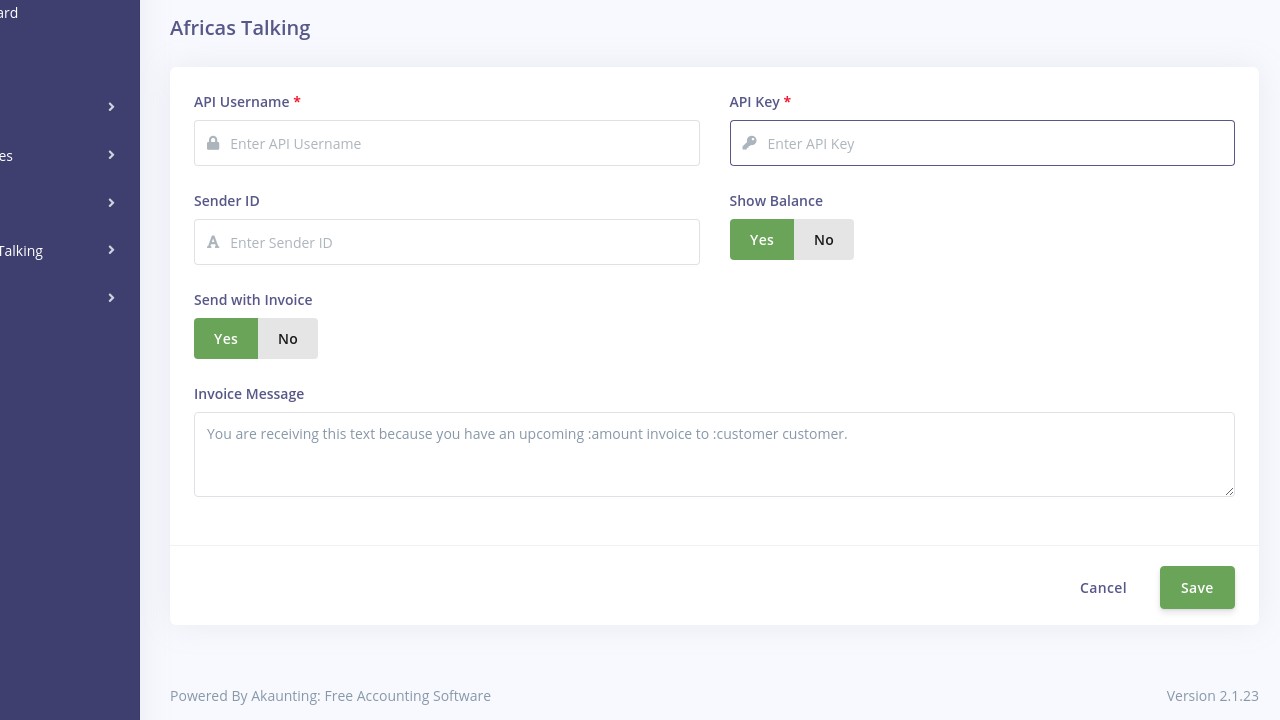 ard
Africas Talking
API Username *
API Key *
Enter API Username
Enter API Key
es
Sender ID
Show Balance
Enter Sender ID
Yes
No
Talking
Send with Invoice
Yes
No
Invoice Message
You are receiving this text because you have an upcoming :amount invoice to :customer customer.
Cancel
Save
Powered By Akaunting: Free Accounting Software
Version 2.1.23